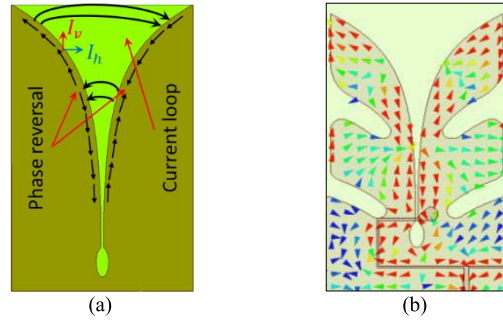 I_v
I_h
Phase reversal
Current loop
(a)
(b)